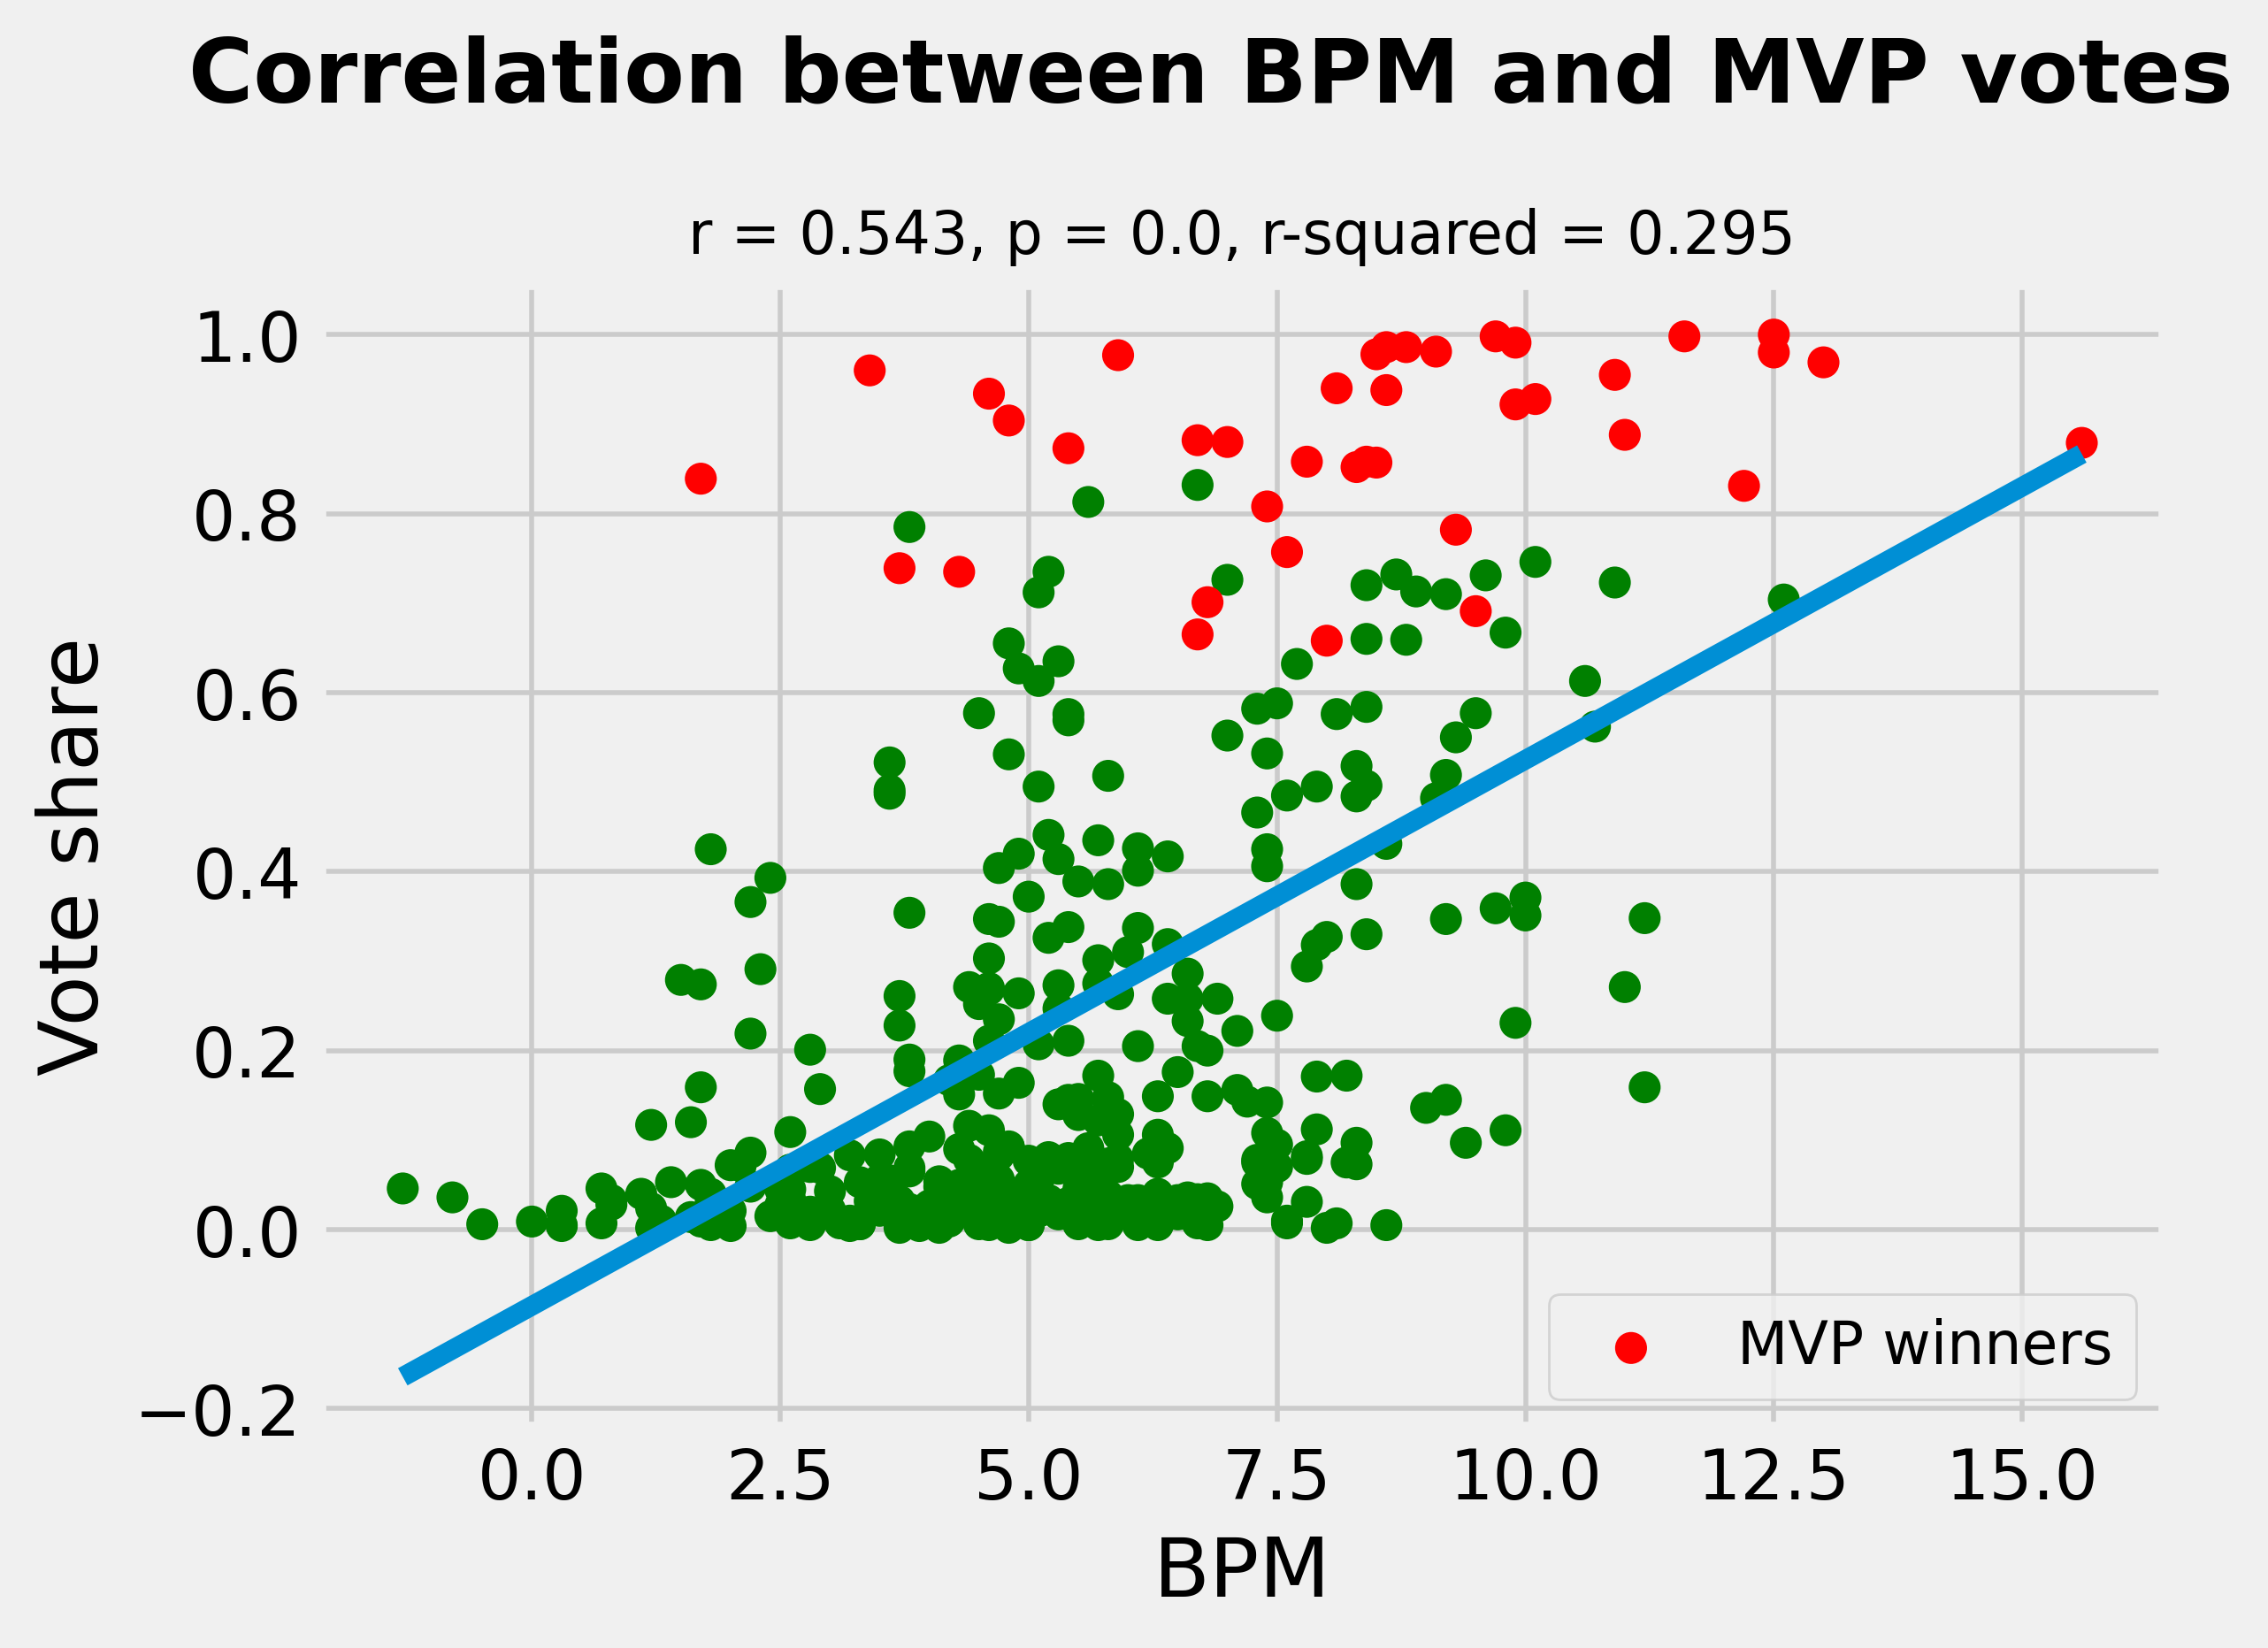 Correlation between BPM and MVP votes
r = 0.543, p = 0.0, r-squared = 0.295
1.0
0.8
0.6
0.4
0.2
0.0
−0.2
Vote share
MVP winners
0.0 2.5 5.0 7.5 10.0 12.5 15.0
BPM